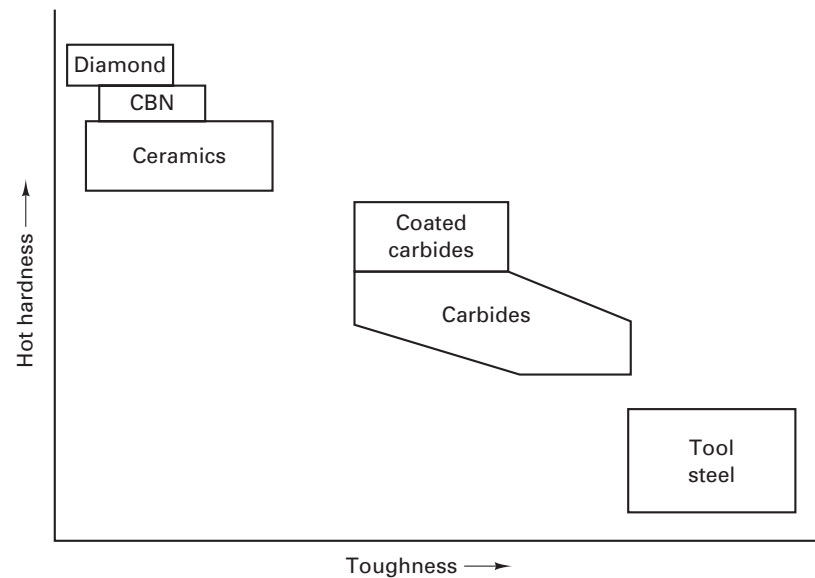 Diamond
CBN
Ceramics
Coated
carbides
Carbides
Tool
steel
Hot hardness
Toughness